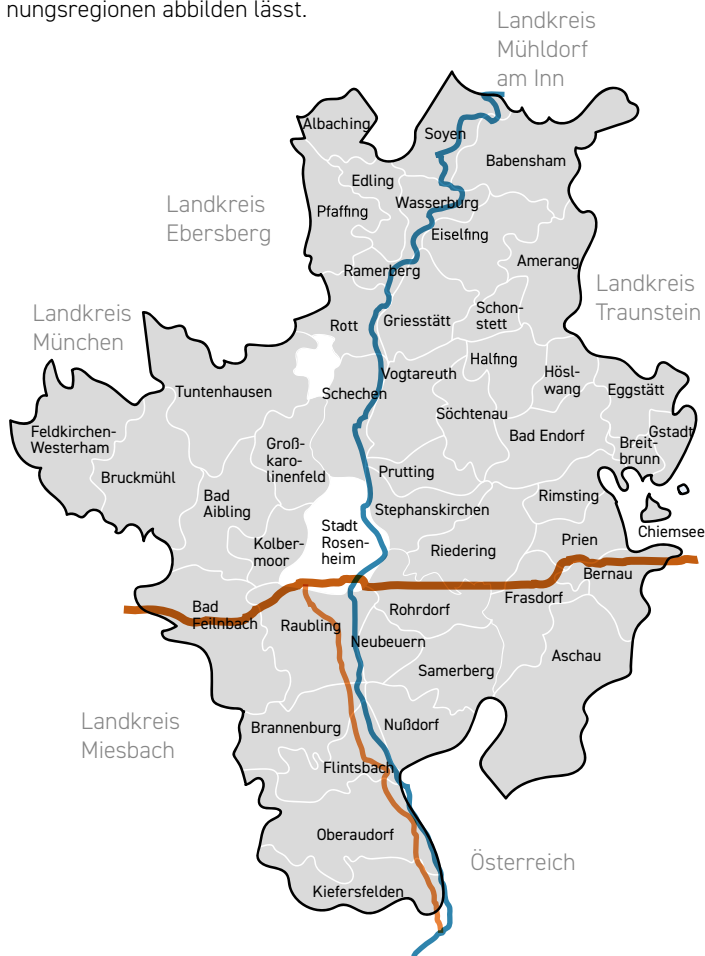 nungsregionen abbilden lässt.
Landkreis
Mühldorf
am Inn
Albaching
Soyen
Babensham
Edling
Landkreis
Ebersberg
Pfaffing
Wasserburg
Eiselfing
Amerang
Ramerberg
Landkreis
Traunstein
Landkreis
München
Rott
Griesstätt
Schon-
stett
Halfing
Vogtareuth
Hösl-
wang
Eggstätt
Tuntenhausen
Schechen
Söchtenau
Feldkirchen-
Westerham
Bad Endorf
Gstadt
Breit-
brunn
Groß-
karo-
linenfeld
Bruckmühl
Prutting
Bad
Aibling
Rimsting
Stephanskirchen
Stadt
Rosen-
heim
Chiemsee
Kolber-
moor
Riedering
Prien
Bernau
Frasdorf
Bad
Feilnbach
Rohrdorf
Raubling
Neubeuern
Aschau
Samerberg
Landkreis
Miesbach
Brannenburg
Nußdorf
Flintsbach
Oberaudorf
Österreich
Kiefersfelden